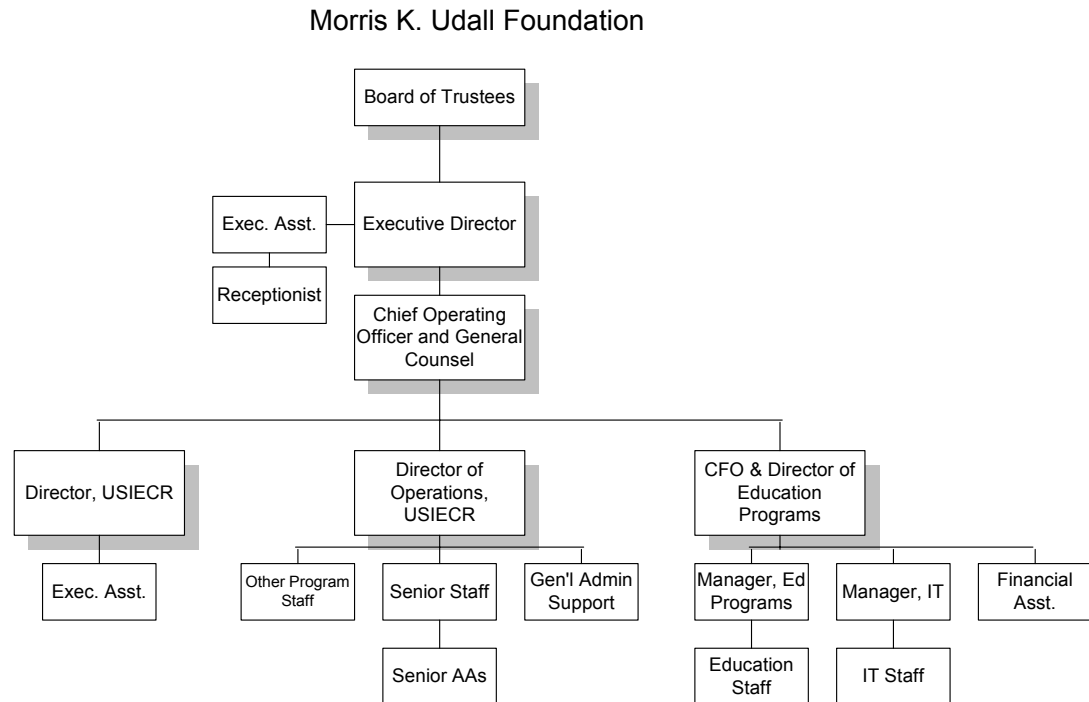 Morris K. Udall Foundation
Board of Trustees
Exec. Asst.
Executive Director
Receptionist
Chief Operating
Officer and General
Counsel
Director, USIECR
Director of
Operations,
USIECR
CFO & Director of
Education
Programs
Exec. Asst.
Other Program
Staff
Senior Staff
Gen'l Admin
Support
Manager, Ed
Programs
Manager, IT
Financial
Asst.
Senior AAs
Education
Staff
IT Staff